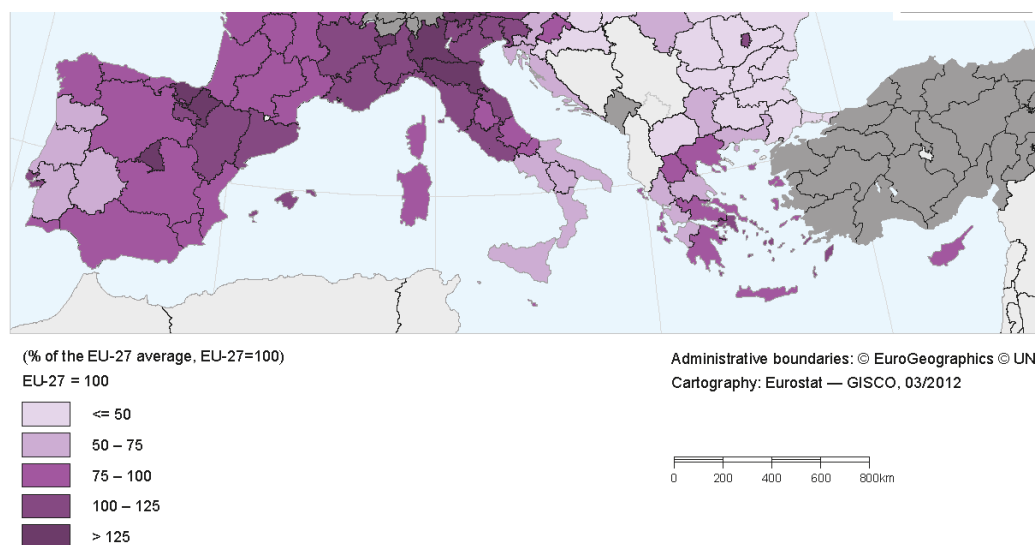 (% of the EU-27 average, EU-27=100)
EU-27 = 100
<= 50
50 – 75
75 – 100
100 – 125
> 125
Administrative boundaries: © EuroGeographics © UN
Cartography: Eurostat — GISCO, 03/2012
0 200 400 600 800km